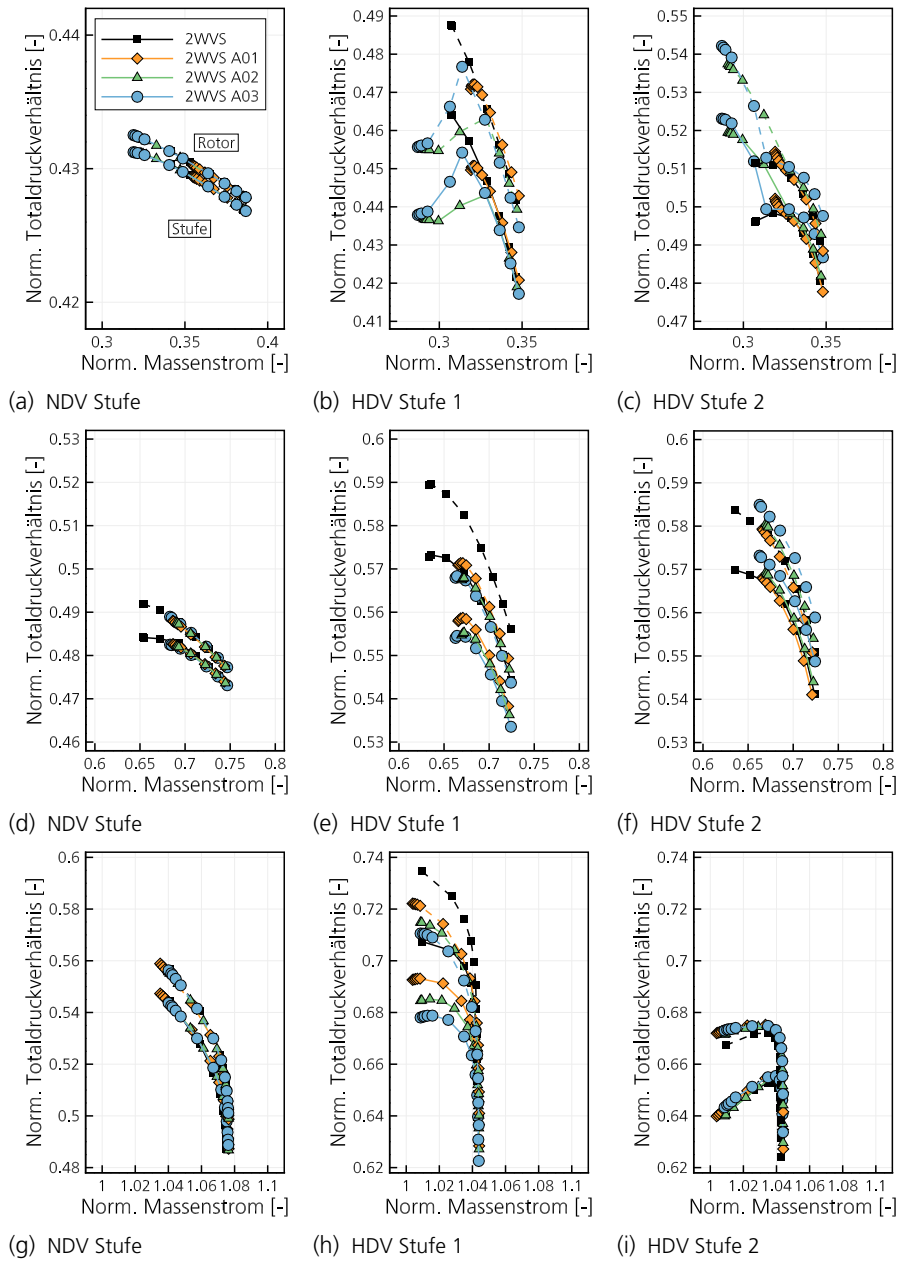 2WVS
2WVS A01
2WVS A02
2WVS A03
Rotor
Stufe
Norm. Totaldruckverhältnis [-]
0.44
0.43
0.42
0.3 0.35 0.4
Norm. Massenstrom [-]
(a) NDV Stufe
Norm. Totaldruckverhältnis [-]
0.49
0.48
0.47
0.46
0.45
0.44
0.43
0.42
0.41
0.3 0.35
Norm. Massenstrom [-]
(b) HDV Stufe 1
Norm. Totaldruckverhältnis [-]
0.55
0.54
0.53
0.52
0.51
0.5
0.49
0.48
0.47
0.3 0.35
Norm. Massenstrom [-]
(c) HDV Stufe 2
Norm. Totaldruckverhältnis [-]
0.53
0.52
0.51
0.5
0.49
0.48
0.47
0.46
0.6 0.65 0.7 0.75 0.8
Norm. Massenstrom [-]
(d) NDV Stufe
Norm. Totaldruckverhältnis [-]
0.6
0.59
0.58
0.57
0.56
0.55
0.54
0.53
0.6 0.65 0.7 0.75 0.8
Norm. Massenstrom [-]
(e) HDV Stufe 1
Norm. Totaldruckverhältnis [-]
0.6
0.59
0.58
0.57
0.56
0.55
0.54
0.53
0.6 0.65 0.7 0.75 0.8
Norm. Massenstrom [-]
(f) HDV Stufe 2
Norm. Totaldruckverhältnis [-]
0.6
0.58
0.56
0.54
0.52
0.5
0.48
1 1.02 1.04 1.06 1.08 1.1
Norm. Massenstrom [-]
(g) NDV Stufe
Norm. Totaldruckverhältnis [-]
0.74
0.72
0.7
0.68
0.66
0.64
0.62
1 1.02 1.04 1.06 1.08 1.1
Norm. Massenstrom [-]
(h) HDV Stufe 1
Norm. Totaldruckverhältnis [-]
0.74
0.72
0.7
0.68
0.66
0.64
0.62
1 1.02 1.04 1.06 1.08 1.1
Norm. Massenstrom [-]
(i) HDV Stufe 2